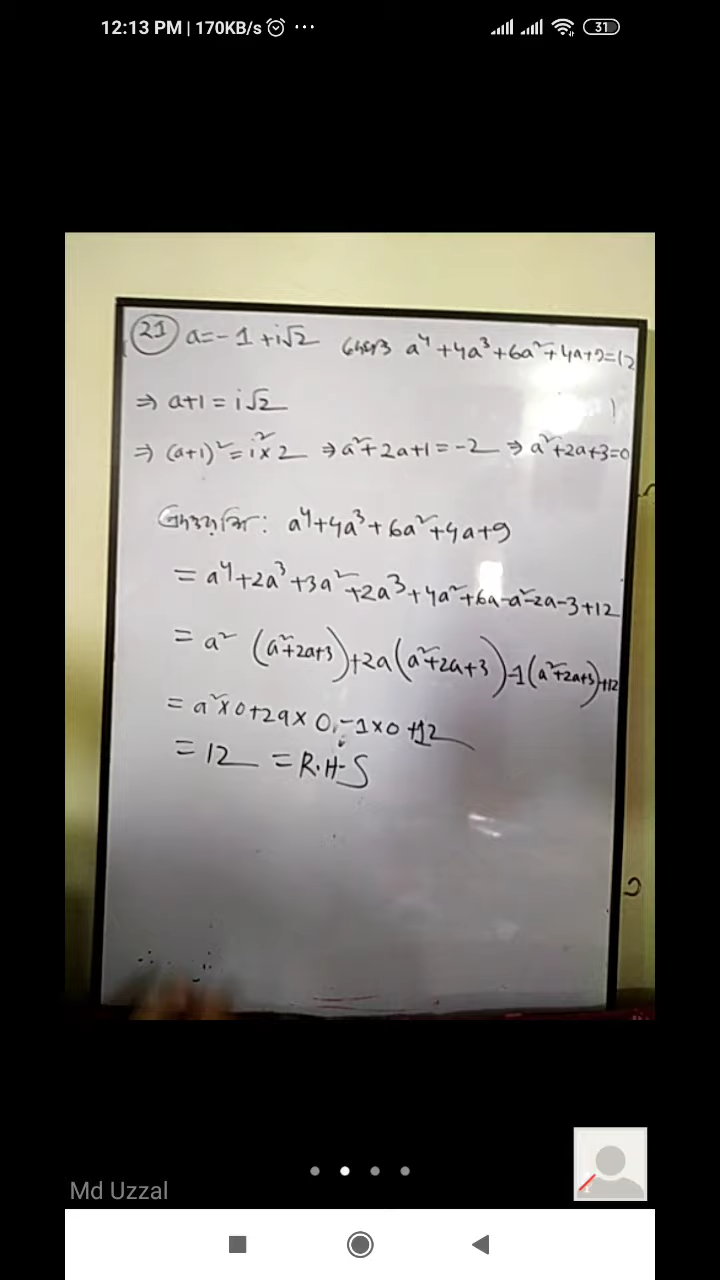 12:13 PM | 170KB/s ...
31
21 a=-1+i√2 দেখাও a⁴+4a³+6a²+4a+9=12
⇒ a+1=i√2
⇒ (a+1)²=i²×2 ⇒a²+2a+1=-2 ⇒ a²+2a+3=0
a⁴+4a³+6a²+4a+9
= a⁴+2a³+3a²+2a³+4a²+6a-a²-2a-3+12
= a² (a²+2a+3)+2a(a²+2a+3)-1(a²+2a+3)+12
= a²×0+2a×0-1×0+12
= 12 = R.H.S
Md Uzzal